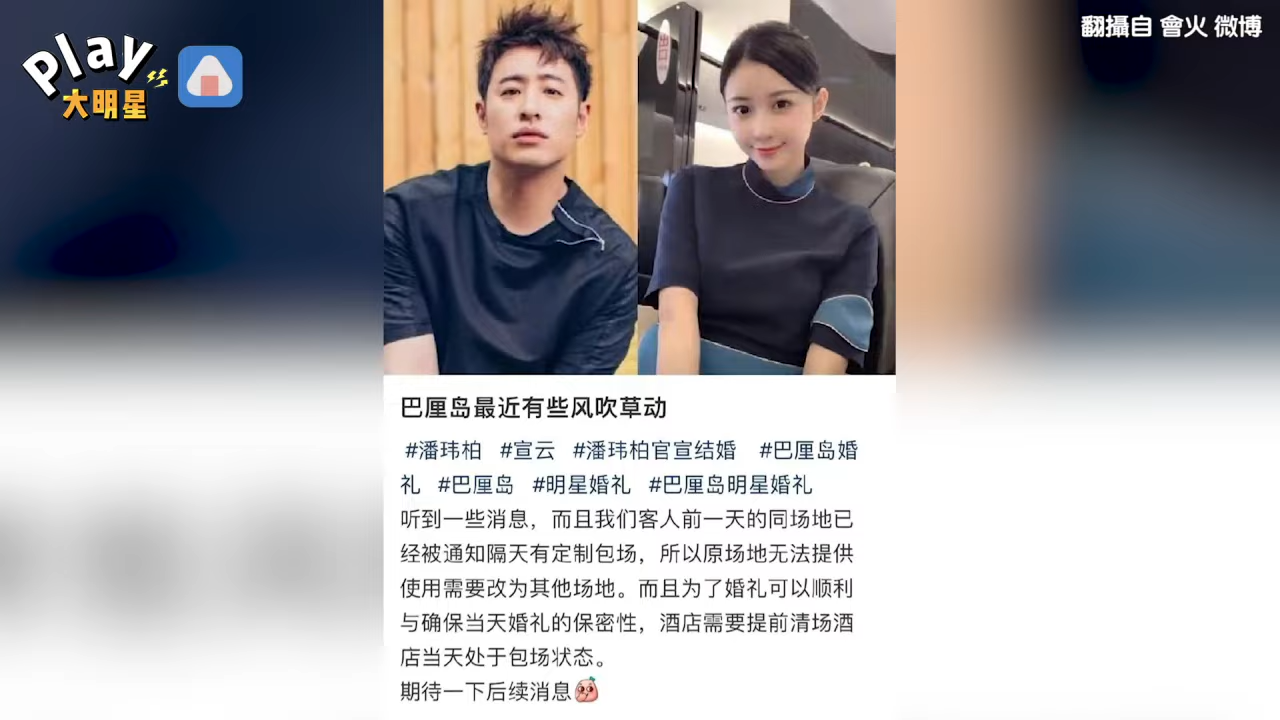 Play
大明星
翻攝自 會火 微博
出口
巴厘岛最近有些风吹草动
#潘玮柏 #宣云 #潘玮柏官宣结婚 #巴厘岛婚
礼 #巴厘岛 #明星婚礼 #巴厘岛明星婚礼
听到一些消息，而且我们客人前一天的同场地已
经被通知隔天有定制包场，所以原场地无法提供
使用需要改为其他场地。而且为了婚礼可以顺利
与确保当天婚礼的保密性，酒店需要提前清场酒
店当天处于包场状态。
期待一下后续消息